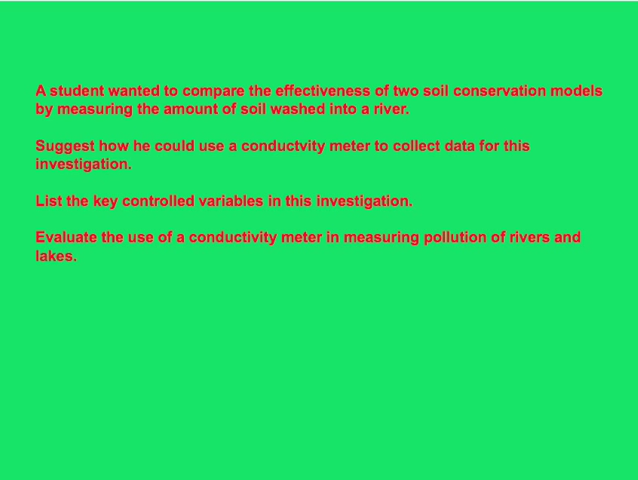 A student wanted to compare the effectiveness of two soil conservation models
by measuring the amount of soil washed into a river.
Suggest how he could use a conductvity meter to collect data for this
investigation.
List the key controlled variables in this investigation.
Evaluate the use of a conductivity meter in measuring pollution of rivers and
lakes.